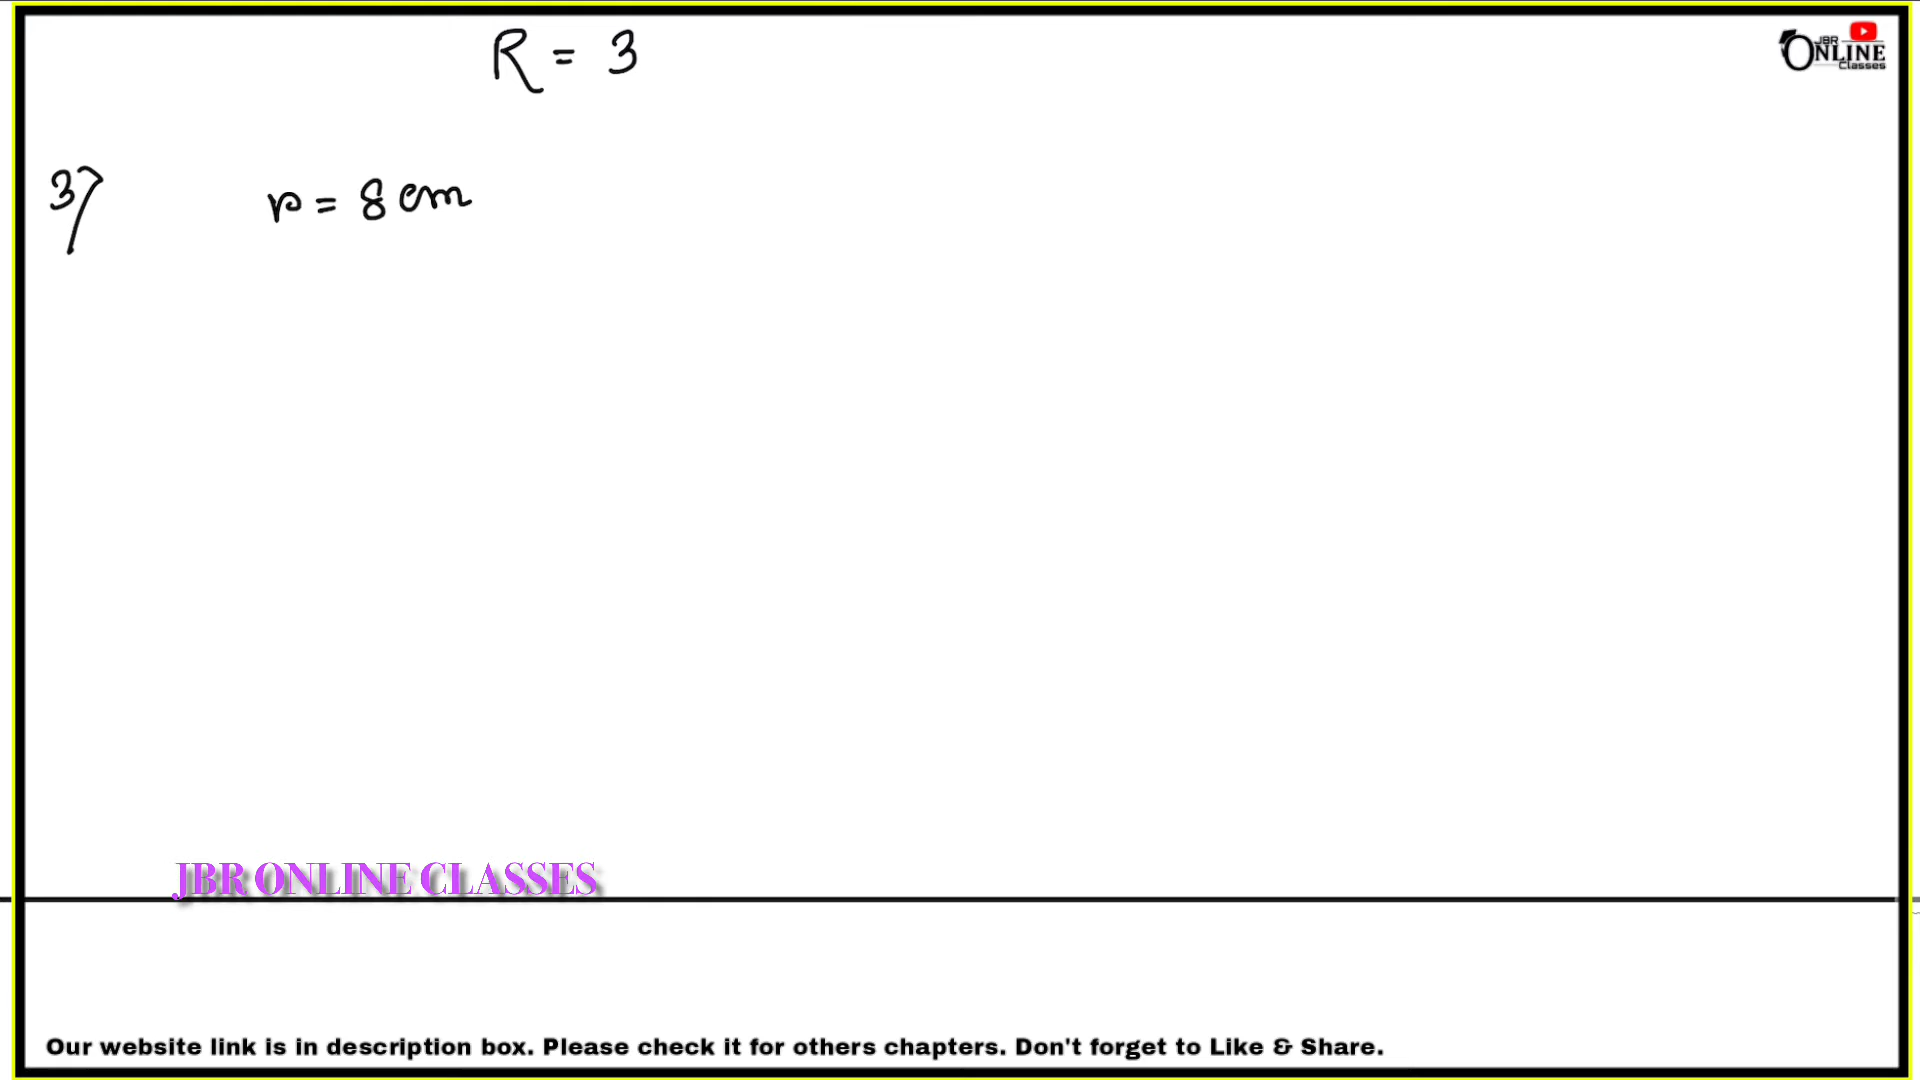 R = 3
JBR
ONLINE
Classes
3/ r = 8 cm
JBR ONLINE CLASSES
Our website link is in description box. Please check it for others chapters. Don't forget to Like & Share.